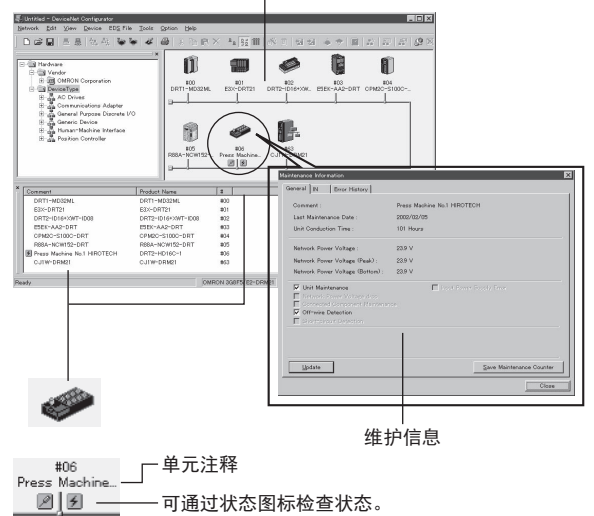 Untitled - DeviceNet Configurator
Network Edit View Device EDS File Tools Option Help
Hardware
Vendor
OMRON Corporation
DeviceType
AC Drives
Communications Adapter
General Purpose Discrete I/O
Generic Device
Human-Machine Interface
Position Controller
#00 #01 #02 #03 #04
DRT1-MD32ML E3X-DRT21 DRT2-ID16+XW.. E5EK-AA2-DRT CPM2C-S100C-..
#05 #06 #63
R88A-NCW152-.. Press Machine.. CJ1W-DRM21
Comment Product Name #
DRT1-MD32ML DRT1-MD32ML #00
E3X-DRT21 E3X-DRT21 #01
DRT2-ID16+XWT-ID08 DRT2-ID16+XWT-ID08 #02
E5EK-AA2-DRT E5EK-AA2-DRT #03
CPM2C-S100C-DRT CPM2C-S100C-DRT #04
R88A-NCW152-DRT R88A-NCW152-DRT #05
Press Machine No.1 HIROTECH DRT2-HD16C-1 #06
CJ1W-DRM21 CJ1W-DRM21 #63
Ready
Maintenance Information
General IN Error History
Comment : Press Machine No.1 HIROTECH
Last Maintenance Date : 2002/02/05
Unit Conduction Time : 101 Hours
Network Power Voltage : 23.9 V
Network Power Voltage (Peak) : 23.9 V
Network Power Voltage (Bottom) : 23.9 V
Unit Maintenance
Connected Component Maintenance
Off-wire Detection
Update Save Maintenance Counter
Close
维护信息
#06
Press Machine...
单元注释
可通过状态图标检查状态。